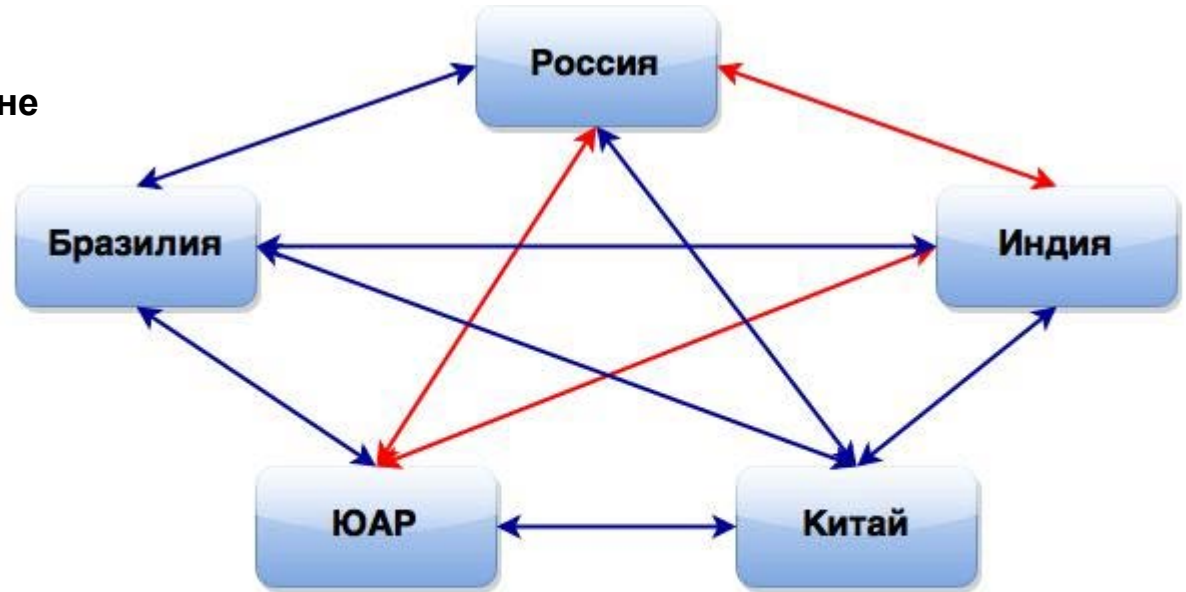 Россия
не
Бразилия
Индия
ЮАР
Китай